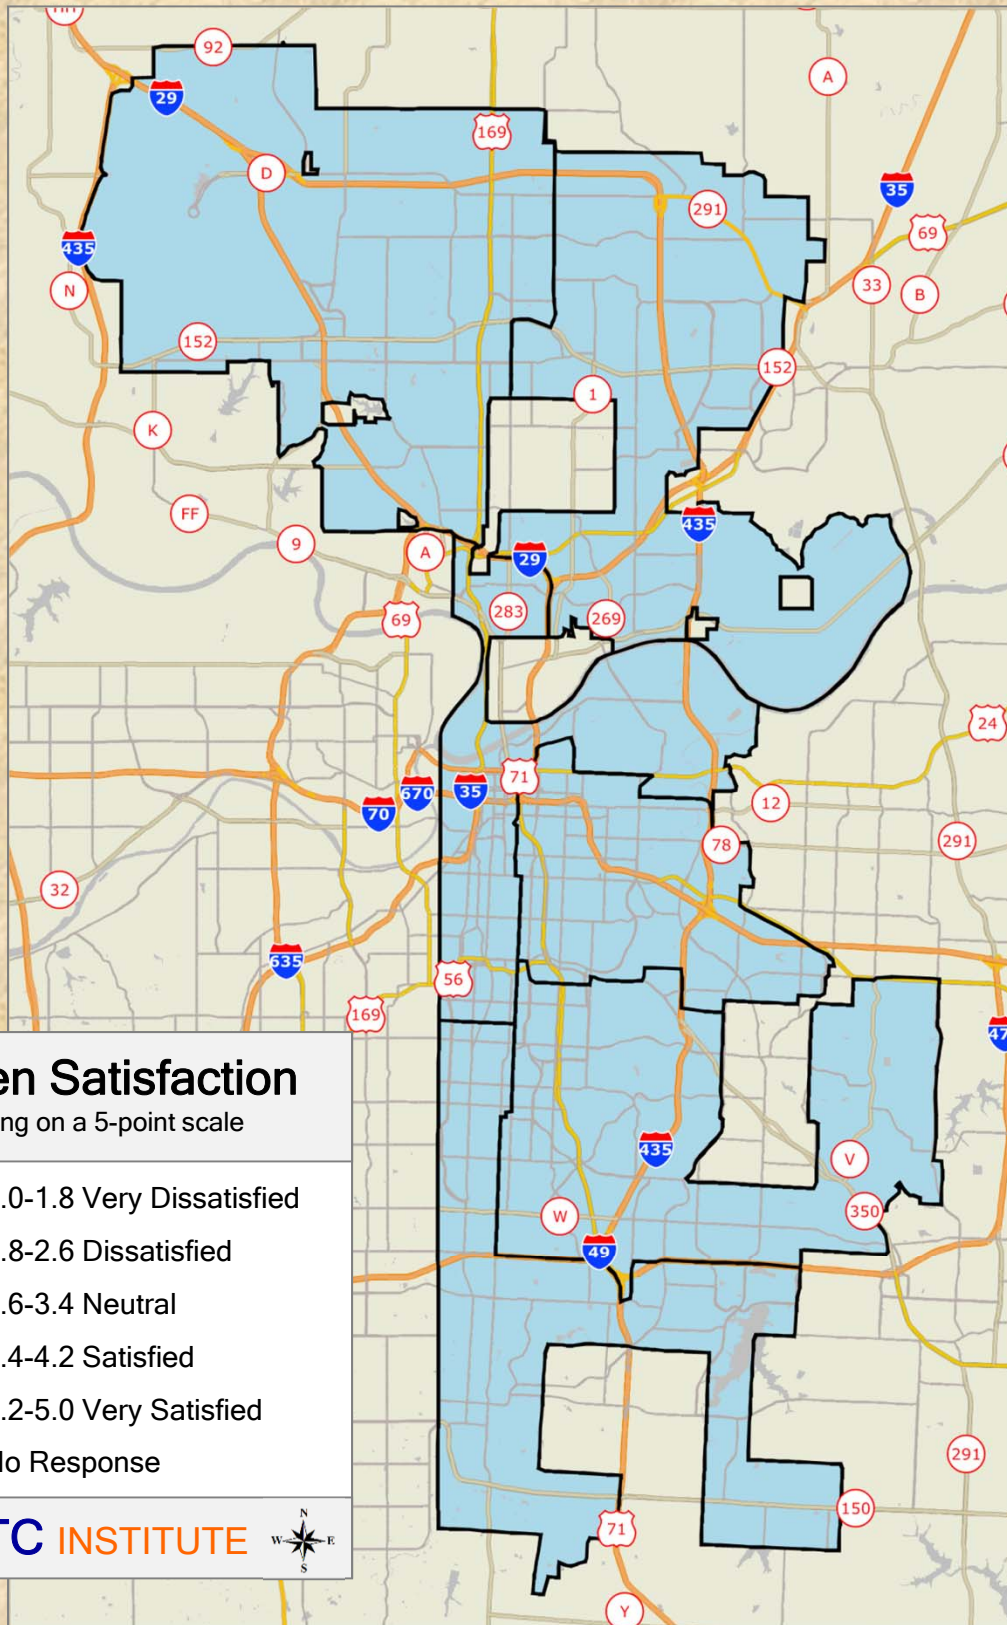 92
A
29
169
D
291
35
69
435
N
33
B
152
152
1
K
FF
435
9
A
29
69
283
269
24
71
670
35
70
12
78
291
32
635
56
169
en Satisfaction
ng on a 5-point scale
.0-1.8 Very Dissatisfied
.8-2.6 Dissatisfied
.6-3.4 Neutral
.4-4.2 Satisfied
.2-5.0 Very Satisfied
o Response
TC INSTITUTE
N
W E
S
47
435
V
350
W
49
291
150
71
Y